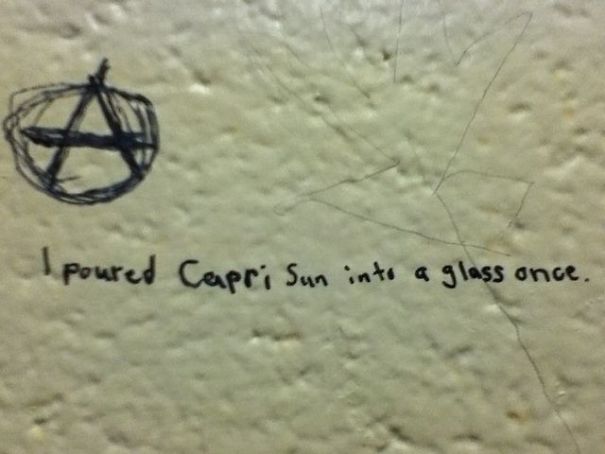 A
I poured Capri Sun into a glass once.